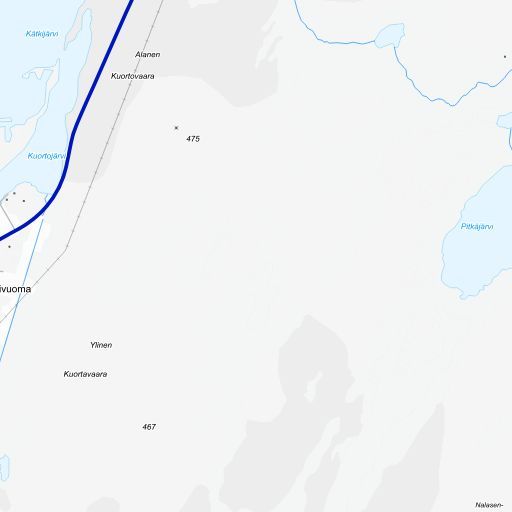 Kätkijärvi
Alanen
Kuortovaara
475
Kuortojärvi
Pitkäjärvi
ivuoma
Ylinen
Kuortavaara
467
Nalasen-